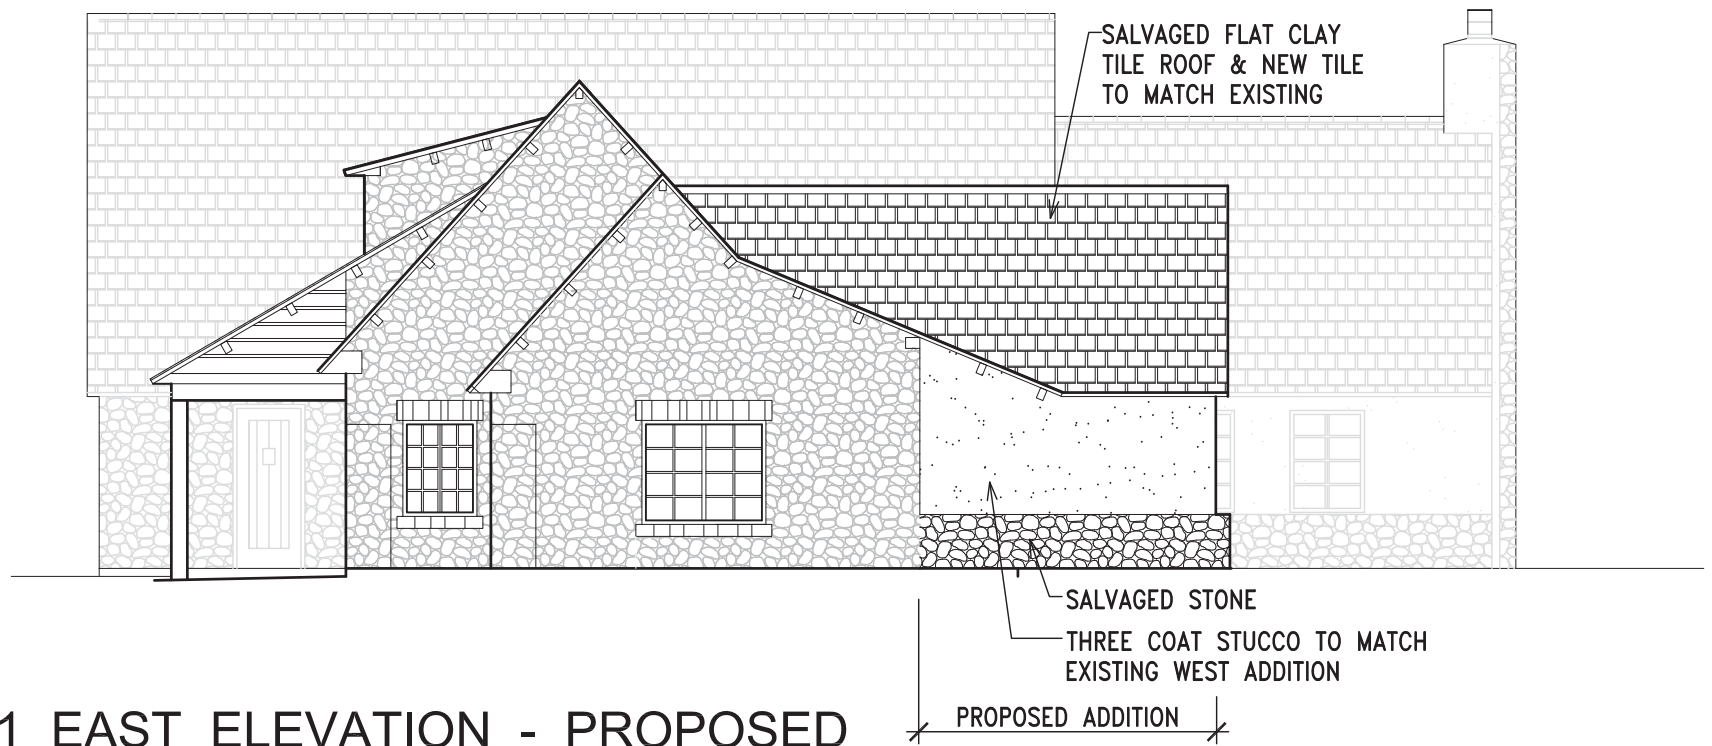 SALVAGED FLAT CLAY
TILE ROOF & NEW TILE
TO MATCH EXISTING
SALVAGED STONE
THREE COAT STUCCO TO MATCH
EXISTING WEST ADDITION
PROPOSED ADDITION
1 EAST ELEVATION - PROPOSED